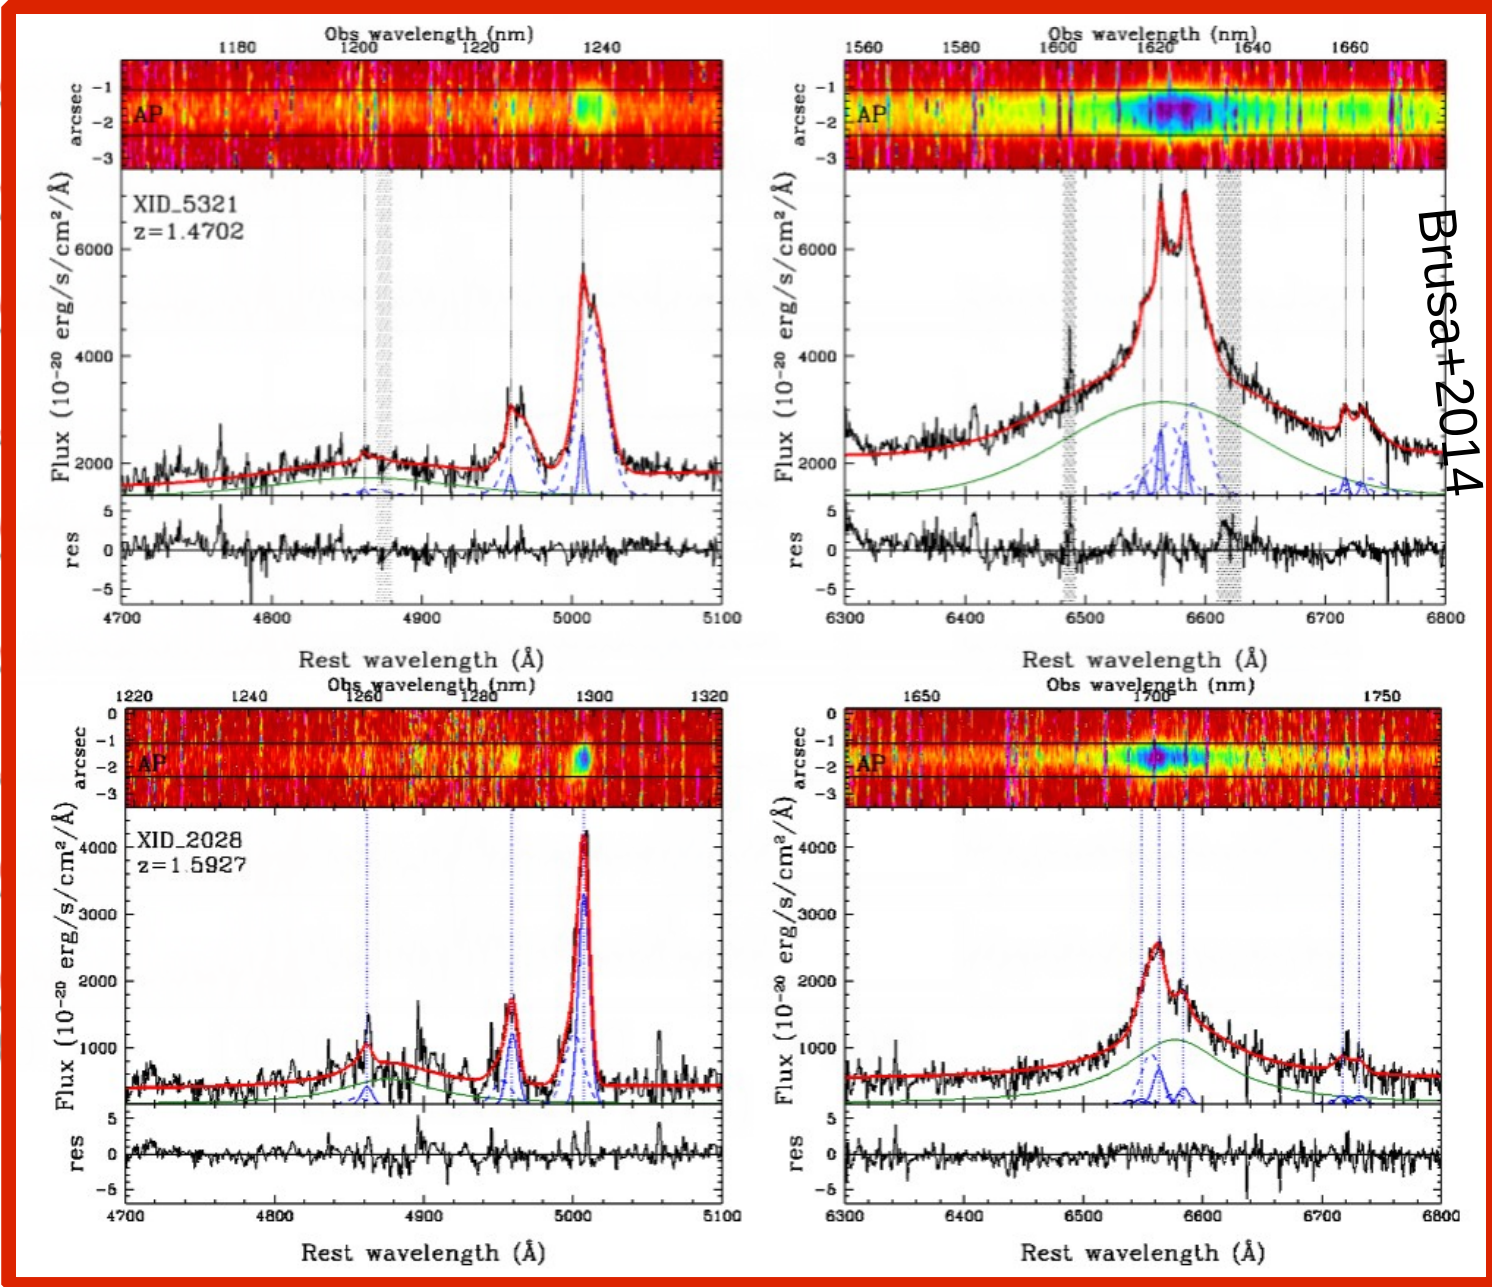 Obs wavelength (nm)
1180 1200 1220 1240
arcsec
−1
−2
−3
AP
Flux (10⁻²⁰ erg/s/cm²/Å)
XID_5321
z=1.4702
6000
4000
2000
res
5
0
−5
4700 4800 4900 5000 5100
Rest wavelength (Å)
Obs wavelength (nm)
1560 1580 1600 1620 1640 1660
arcsec
−1
−2
−3
AP
Flux (10⁻²⁰ erg/s/cm²/Å)
6000
4000
2000
res
5
0
−5
6300 6400 6500 6600 6700 6800
Rest wavelength (Å)
Brusa+2014
Obs wavelength (nm)
1220 1240 1260 1280 1300 1320
arcsec
0
−1
−2
−3
AP
Flux (10⁻²⁰ erg/s/cm²/Å)
XID_2028
z=1.5927
4000
3000
2000
1000
res
5
0
−5
4700 4800 4900 5000 5100
Rest wavelength (Å)
Obs wavelength (nm)
1650 1700 1750
arcsec
0
−1
−2
−3
AP
Flux (10⁻²⁰ erg/s/cm²/Å)
4000
3000
2000
1000
res
5
0
−5
6300 6400 6500 6600 6700 6800
Rest wavelength (Å)